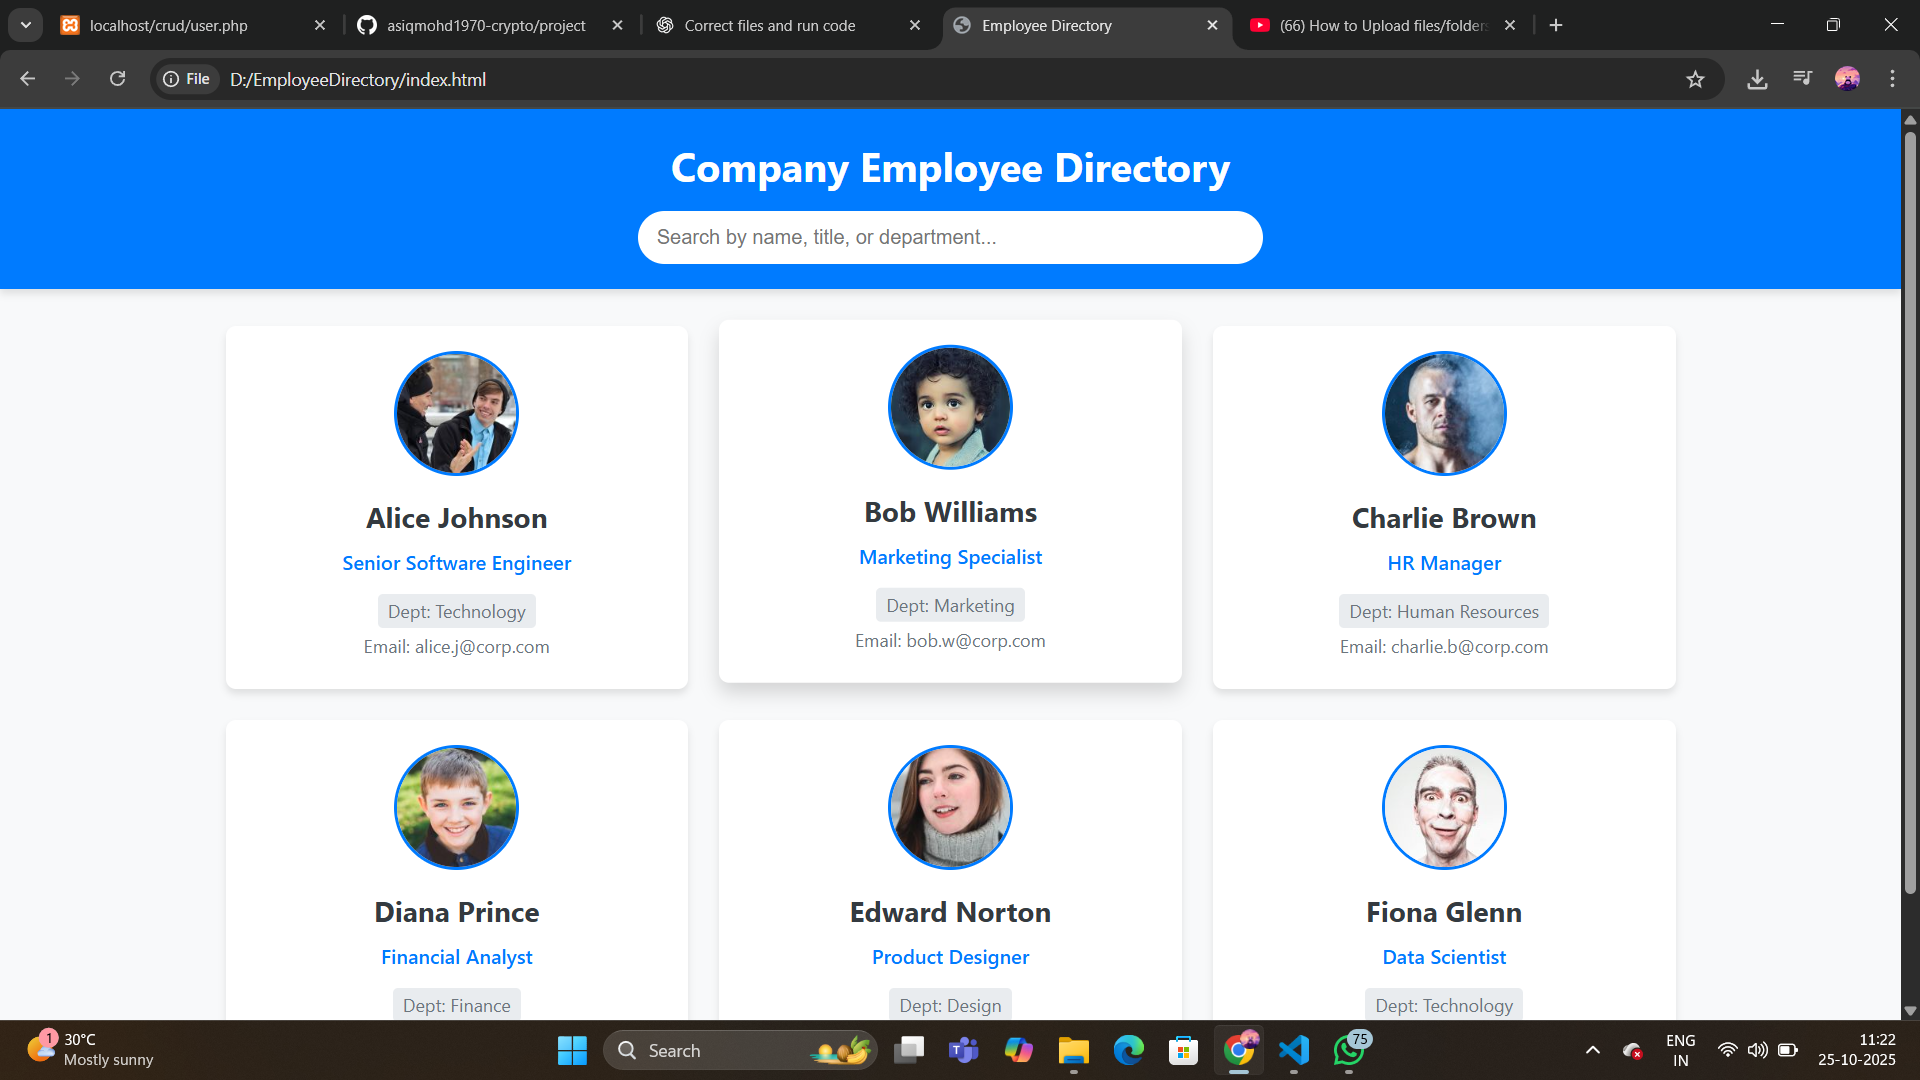 localhost/crud/user.php
asiqmohd1970-crypto/project
Correct files and run code
Employee Directory
(66) How to Upload files/folders
File
D:/EmployeeDirectory/index.html
Company Employee Directory
Search by name, title, or department...
Alice Johnson
Senior Software Engineer
Dept: Technology
Email: alice.j@corp.com
Bob Williams
Marketing Specialist
Dept: Marketing
Email: bob.w@corp.com
Charlie Brown
HR Manager
Dept: Human Resources
Email: charlie.b@corp.com
Diana Prince
Financial Analyst
Dept: Finance
Edward Norton
Product Designer
Dept: Design
Fiona Glenn
Data Scientist
Dept: Technology
1
30°C
Mostly sunny
Search
75
ENG
IN
11:22
25-10-2025